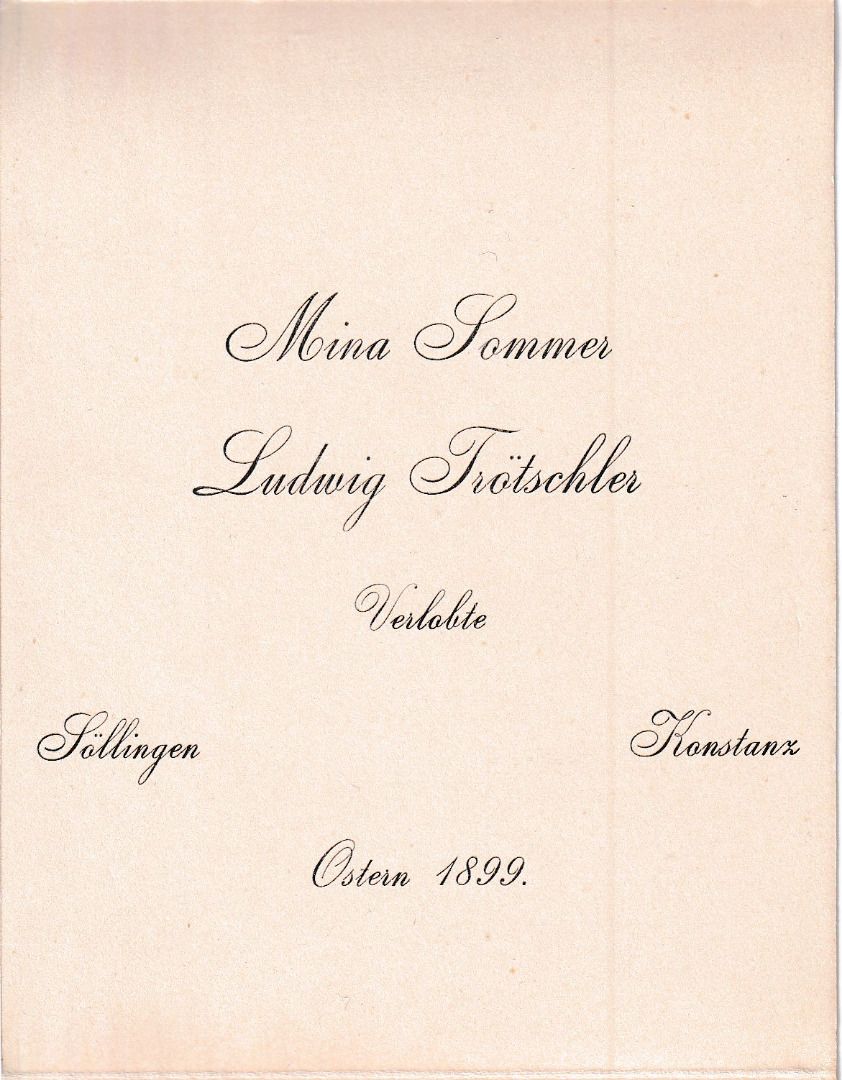 Mina Sommer
Ludwig Trötschler
Verlobte
Söllingen Konstanz
Ostern 1899.